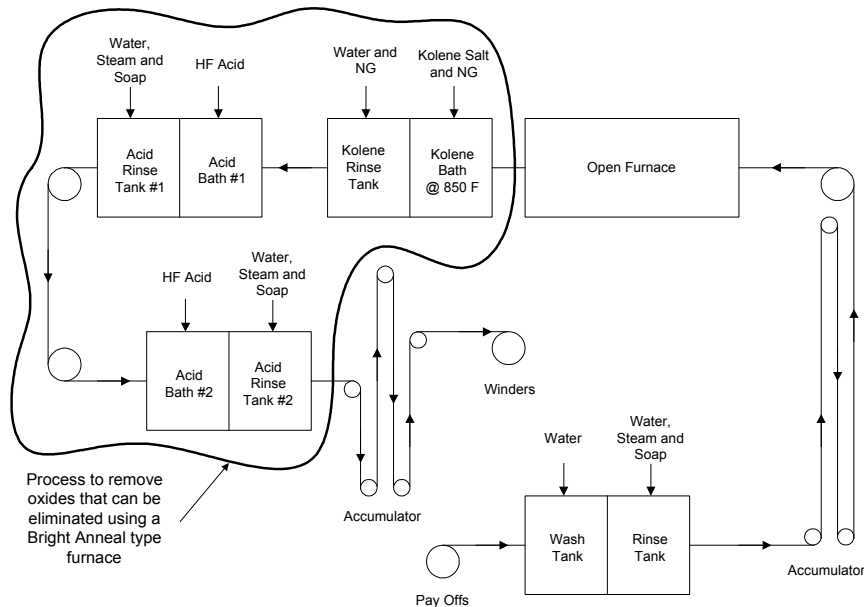 Water,
Steam and
Soap
HF Acid
Water and
NG
Kolene Salt
and NG
Acid
Rinse
Tank #1
Acid
Bath #1
Kolene
Rinse
Tank
Kolene
Bath
@ 850 F
Open Furnace
HF Acid
Water,
Steam and
Soap
Acid
Bath #2
Acid
Rinse
Tank #2
Winders
Process to remove
oxides that can be
eliminated using a
Bright Anneal type
furnace
Accumulator
Water
Water,
Steam and
Soap
Wash
Tank
Rinse
Tank
Pay Offs
Accumulator